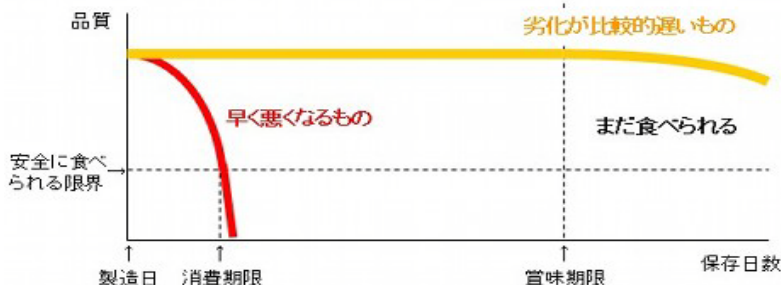 品質
劣化が比較的遅いもの
早く悪くなるもの
まだ食べられる
安全に食べ
られる限界
保存日数
製造日
消費期限
賞味期限